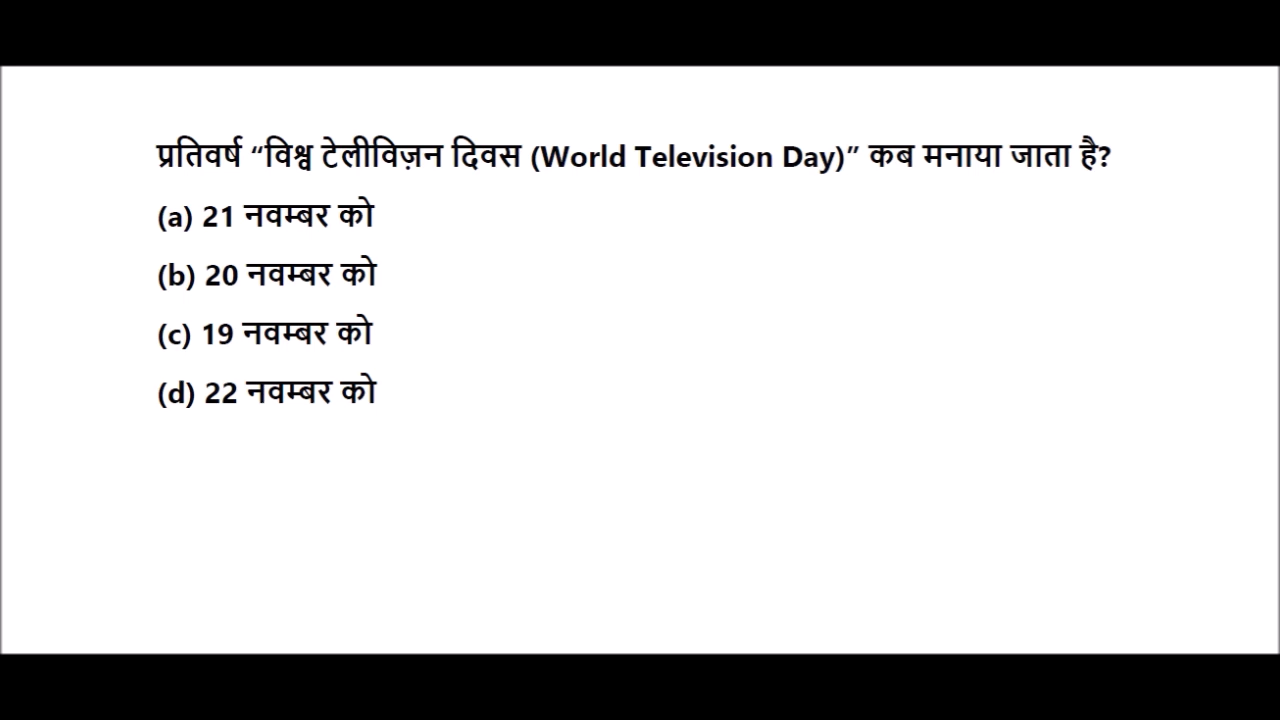 प्रतिवर्ष “विश्व टेलीविज़न दिवस (World Television Day)” कब मनाया जाता है?
(a) 21 नवम्बर को
(b) 20 नवम्बर को
(c) 19 नवम्बर को
(d) 22 नवम्बर को